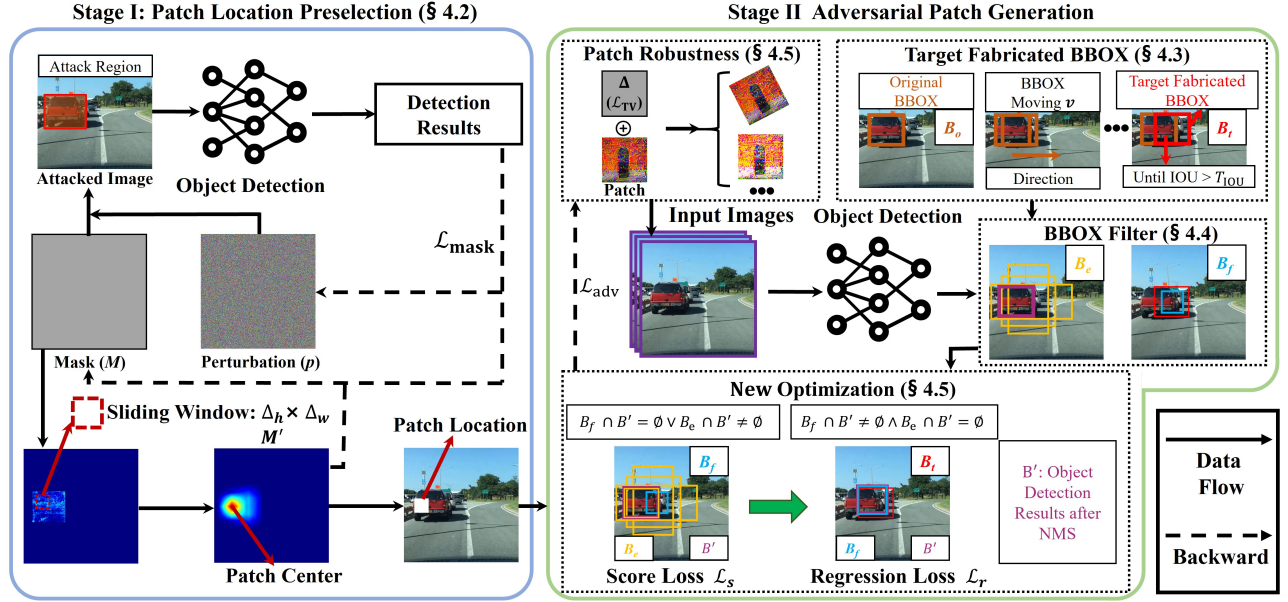 Stage I: Patch Location Preselection (§ 4.2)
Attack Region
Attacked Image
Object Detection
Detection
Results
ℒmask
Mask (M)
Perturbation (p)
Sliding Window: Δh × Δw
M′
Patch Location
Patch Center
Stage II Adversarial Patch Generation
Patch Robustness (§ 4.5)
Δ
(ℒTV)
⊕
Patch
•••
Target Fabricated BBOX (§ 4.3)
Original
BBOX
Bo
BBOX
Moving v
Direction
•••
Target Fabricated
BBOX
Bt
Until IOU > TIOU
Input Images
Object Detection
ℒadv
BBOX Filter (§ 4.4)
Be
Bf
New Optimization (§ 4.5)
Bf ∩ B′ = ∅ ∨ Be ∩ B′ ≠ ∅
Bf ∩ B′ ≠ ∅ ∧ Be ∩ B′ = ∅
Bf
Be
B′
Score Loss ℒs
Bt
Bf
B′
Regression Loss ℒr
B′: Object
Detection
Results after
NMS
Data
Flow
Backward